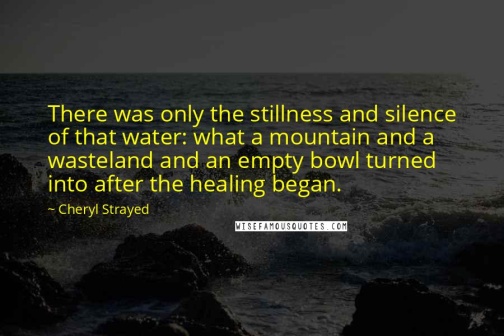 There was only the stillness and silence
of that water: what a mountain and a
wasteland and an empty bowl turned
into after the healing began.
~ Cheryl Strayed
WISEFAMOUSQUOTES.COM